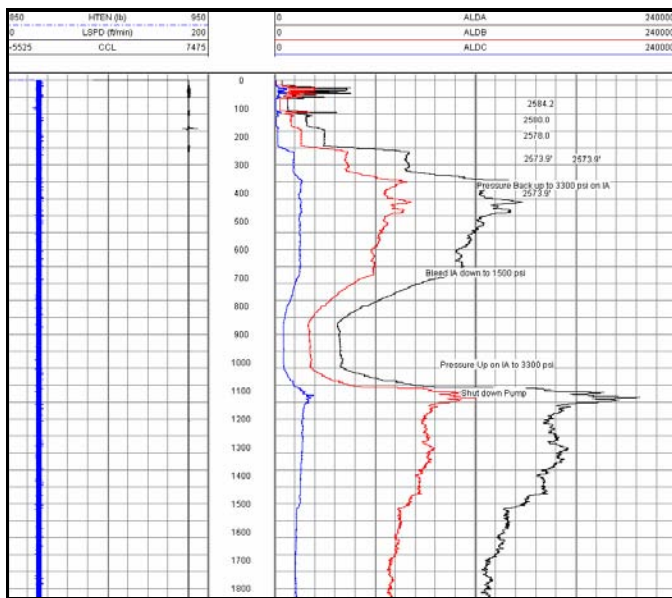 850 HTEN (lb) 950 0 ALDA 240000
0 LSPD (ft/min) 200 0 ALDB 240000
-5525 CCL 7475 0 ALDC 240000
0
100 2584.2
2580.0
200 2578.0
300 2573.9' 2573.9'
Pressure Back up to 3300 psi on IA
400 2573.9'
500
600
700 Bleed IA down to 1500 psi
800
900
1000 Pressure Up on IA to 3300 psi
1100 Shut down Pump
1200
1300
1400
1500
1600
1700
1800